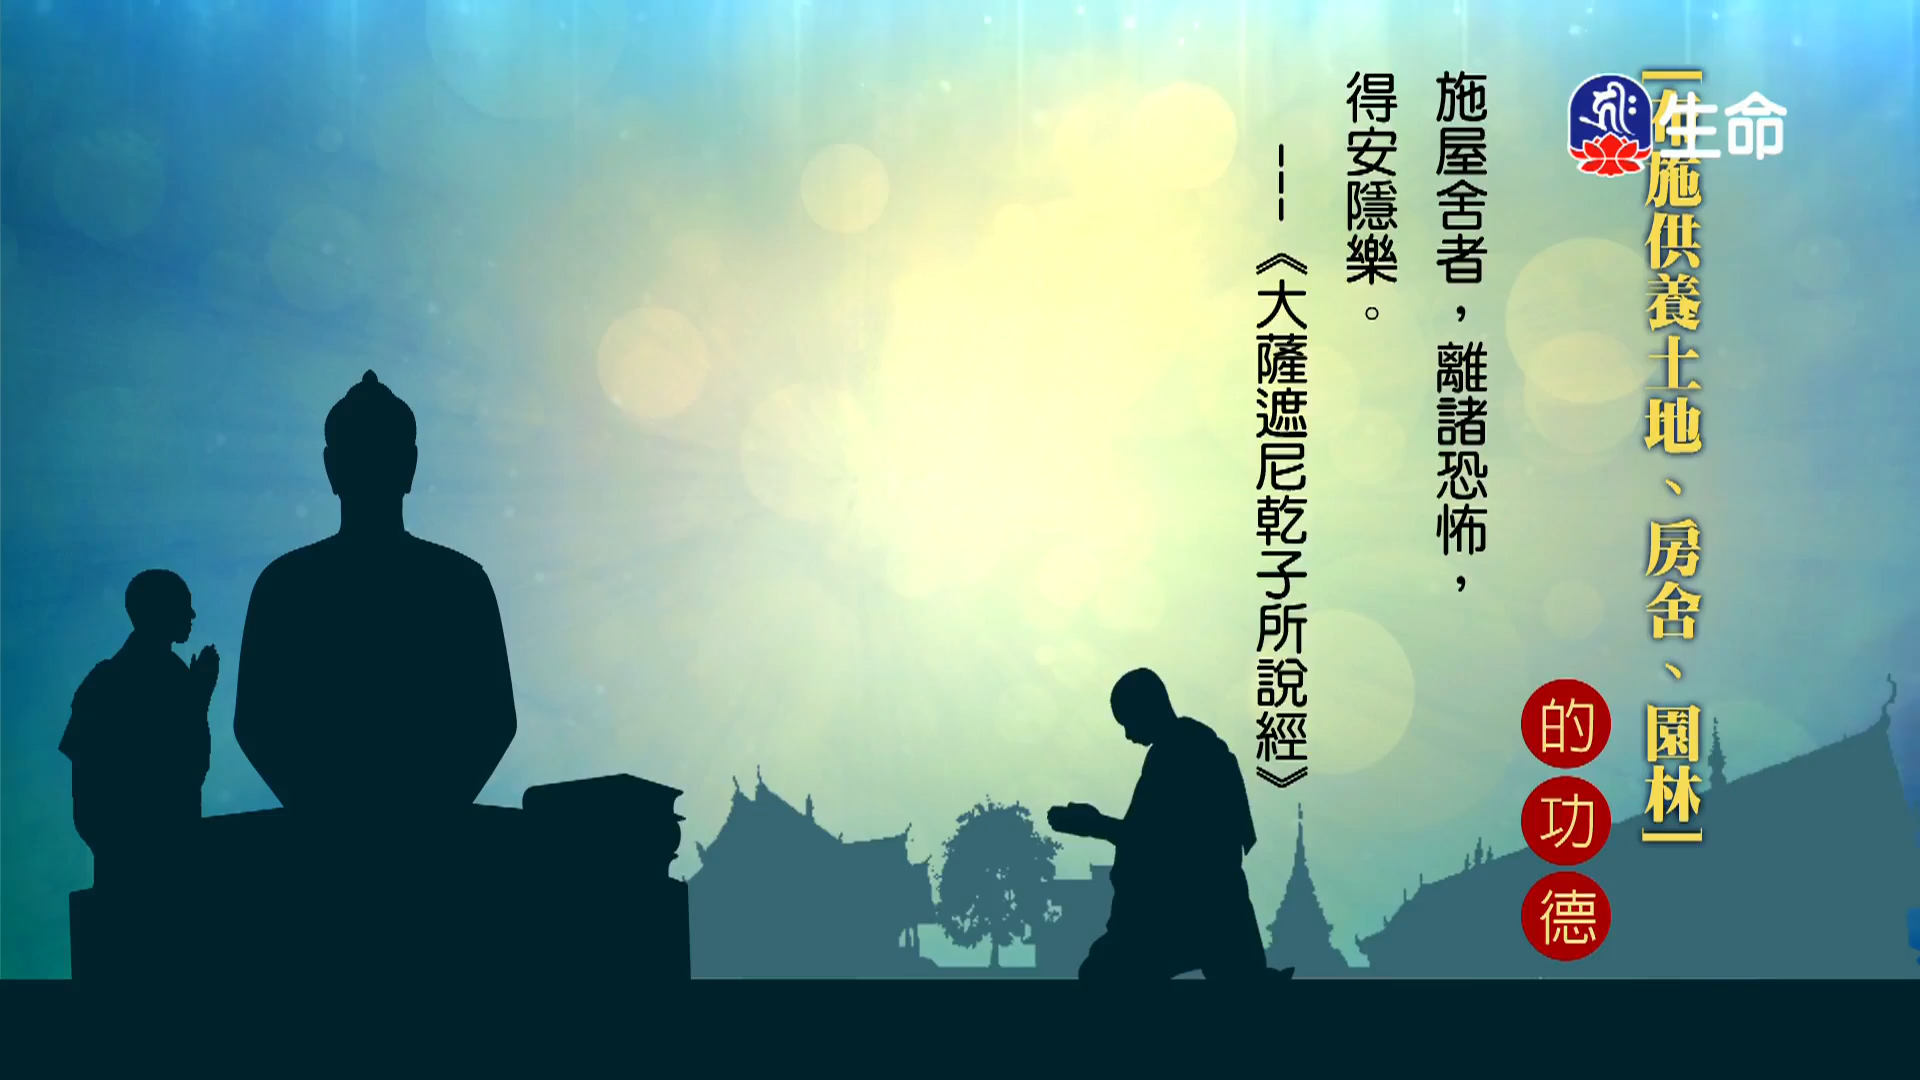 【布施供養土地、房舍、園林】
的功德
施屋舍者，離諸恐怖，
得安隱樂。
---《大薩遮尼乾子所說經》
生命